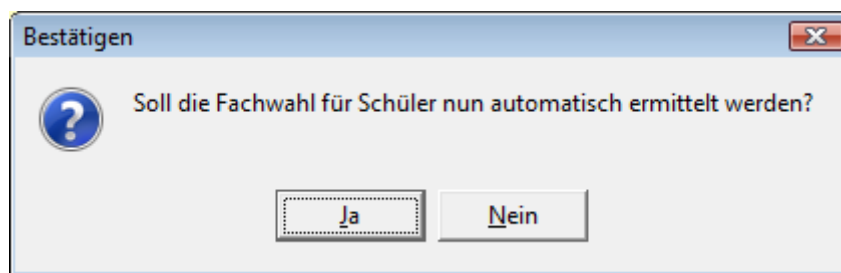 Bestätigen
Soll die Fachwahl für Schüler nun automatisch ermittelt werden?
Ja
Nein